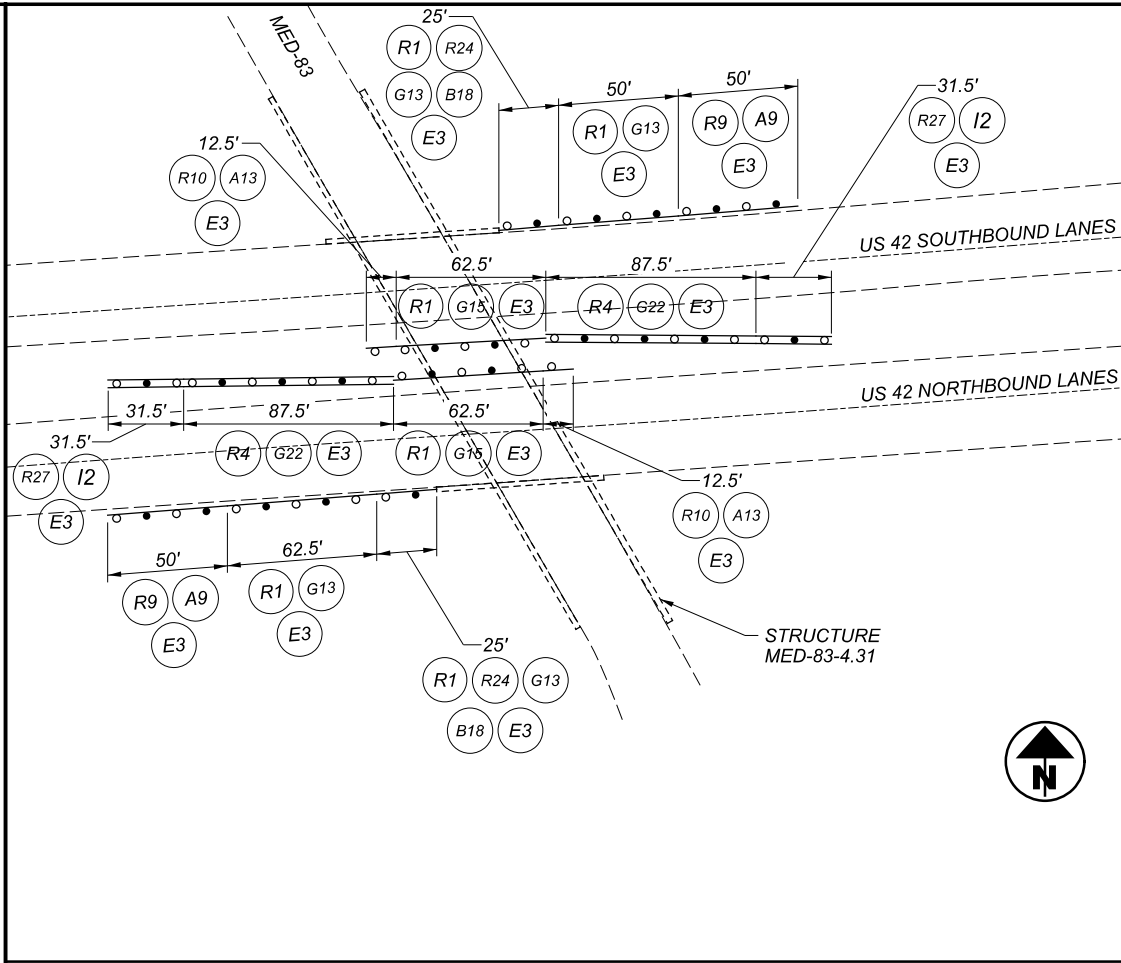 MED-83
25'
R1 R24
G13 B18
E3
50'
R1 G13
E3
50'
R9 A9
E3
31.5'
R27 I2
E3
12.5'
R10 A13
E3
US 42 SOUTHBOUND LANES
62.5'
87.5'
R1 G15 E3
R4 G22 E3
US 42 NORTHBOUND LANES
31.5'
87.5'
62.5'
31.5'
R27 I2
E3
R4 G22 E3
R1 G15 E3
12.5'
R10 A13
E3
50'
R9 A9
E3
62.5'
R1 G13
E3
25'
R1 R24 G13
B18 E3
STRUCTURE
MED-83-4.31
N